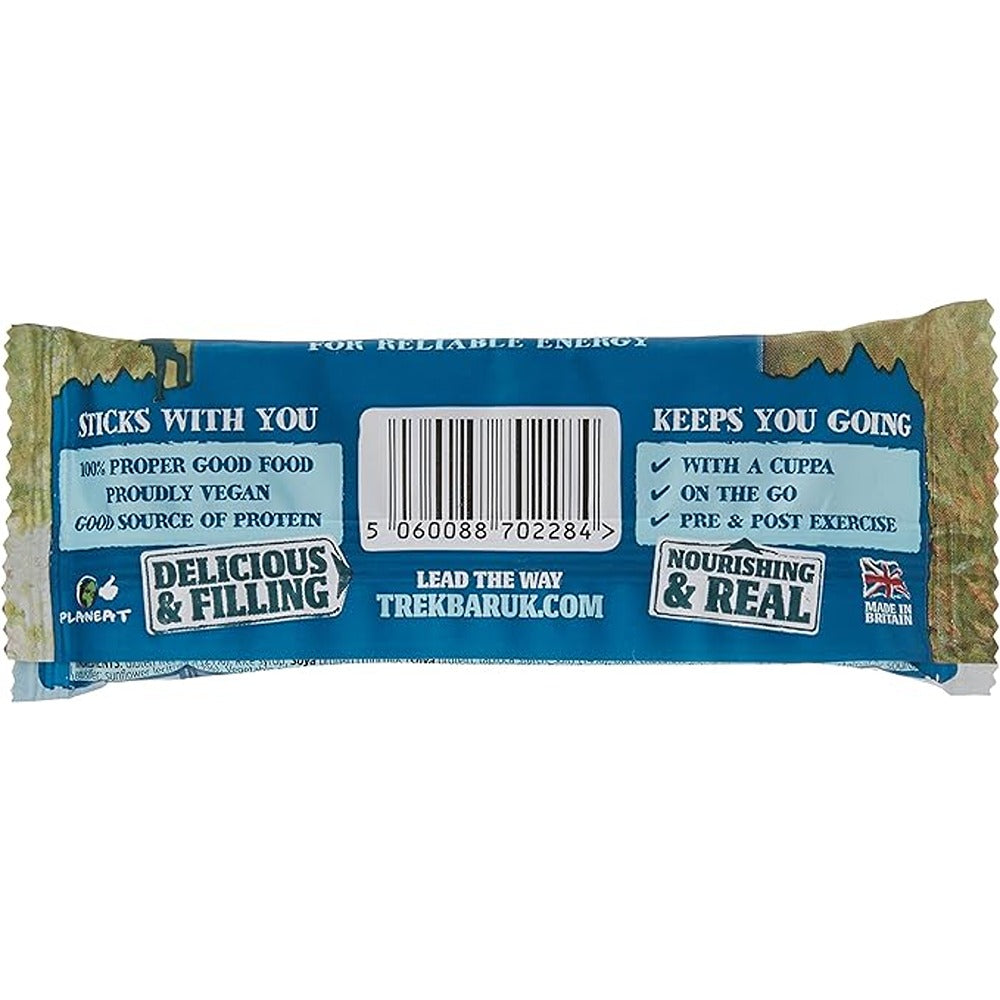 FOR RELIABLE ENERGY
STICKS WITH YOU
100% PROPER GOOD FOOD
PROUDLY VEGAN
GOOD SOURCE OF PROTEIN
DELICIOUS
& FILLING
PLANEAT
5 060088 702284 >
LEAD THE WAY
TREKBARUK.COM
KEEPS YOU GOING
✓ WITH A CUPPA
✓ ON THE GO
✓ PRE & POST EXERCISE
NOURISHING
& REAL
MADE IN
BRITAIN